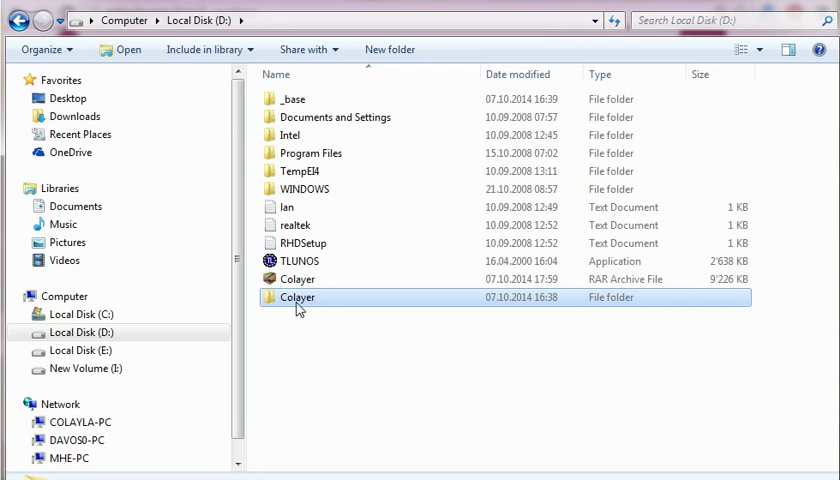 Computer ▸ Local Disk (D:) ▸
Search Local Disk (D:)
Organize Open Include in library Share with New folder
Favorites
Desktop
Downloads
Recent Places
OneDrive
Libraries
Documents
Music
Pictures
Videos
Computer
Local Disk (C:)
Local Disk (D:)
Local Disk (E:)
New Volume (I:)
Network
COLAYLA-PC
DAVOS0-PC
MHE-PC
Name Date modified Type Size
_base 07.10.2014 16:39 File folder
Documents and Settings 10.09.2008 07:57 File folder
Intel 10.09.2008 12:45 File folder
Program Files 15.10.2008 07:02 File folder
TempEI4 10.09.2008 13:11 File folder
WINDOWS 21.10.2008 08:57 File folder
lan 10.09.2008 12:49 Text Document 1 KB
realtek 10.09.2008 12:52 Text Document 1 KB
RHDSetup 10.09.2008 12:52 Text Document 1 KB
TLUNOS 16.04.2000 16:04 Application 2'638 KB
Colayer 07.10.2014 17:59 RAR Archive File 9'226 KB
Colayer 07.10.2014 16:38 File folder